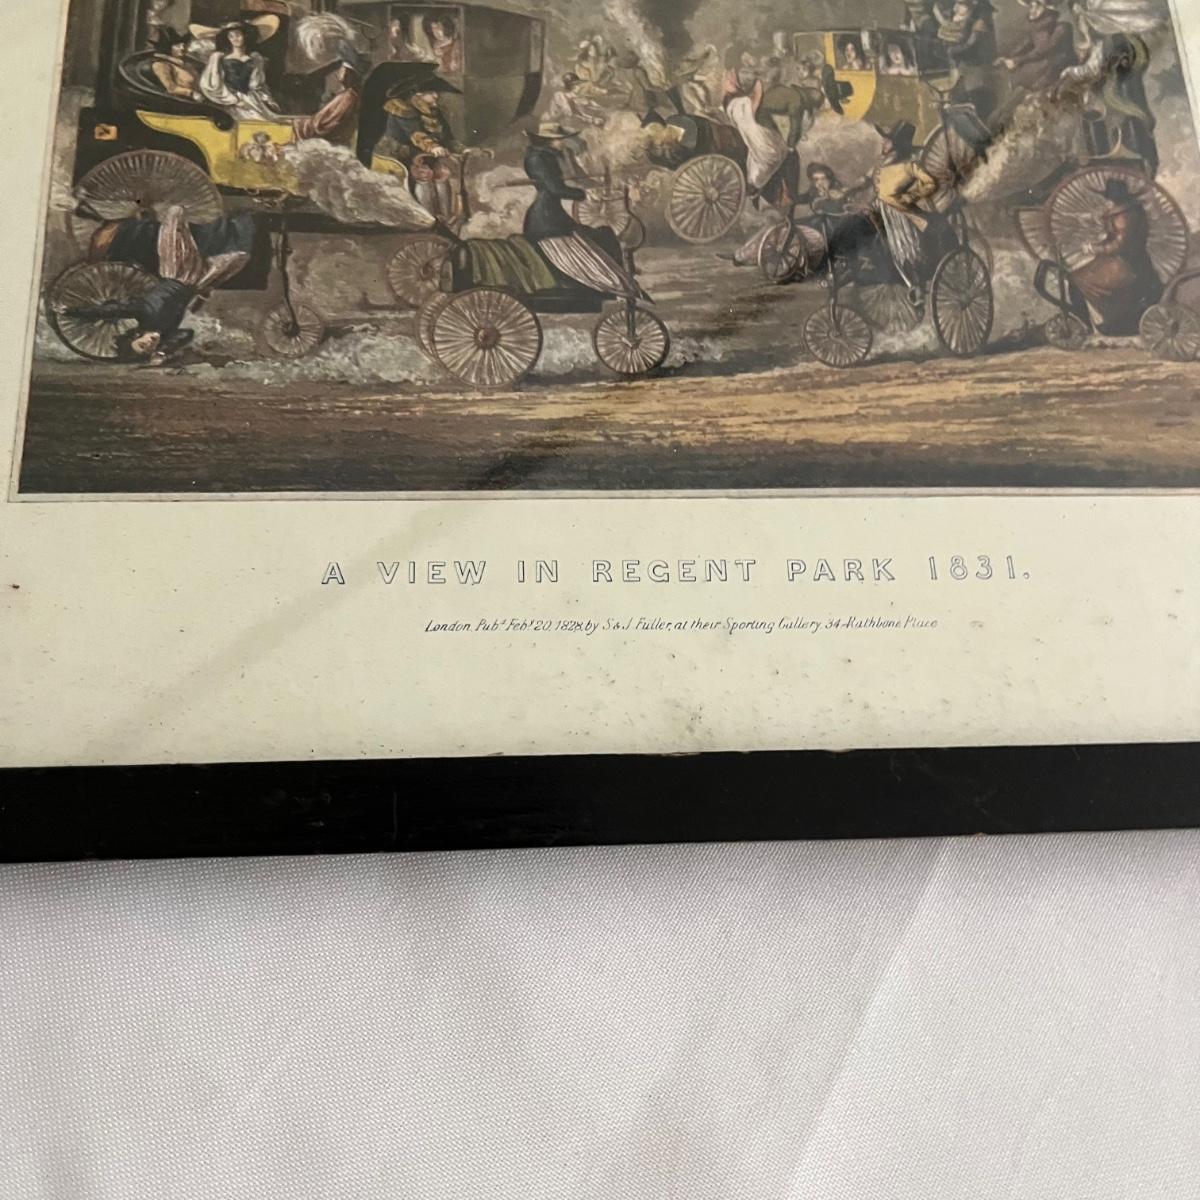 A VIEW IN REGENT PARK 1831.
London, Pubd Feby 20, 1828, by S & J Fuller, at their Sporting Gallery, 34 Rathbone Place